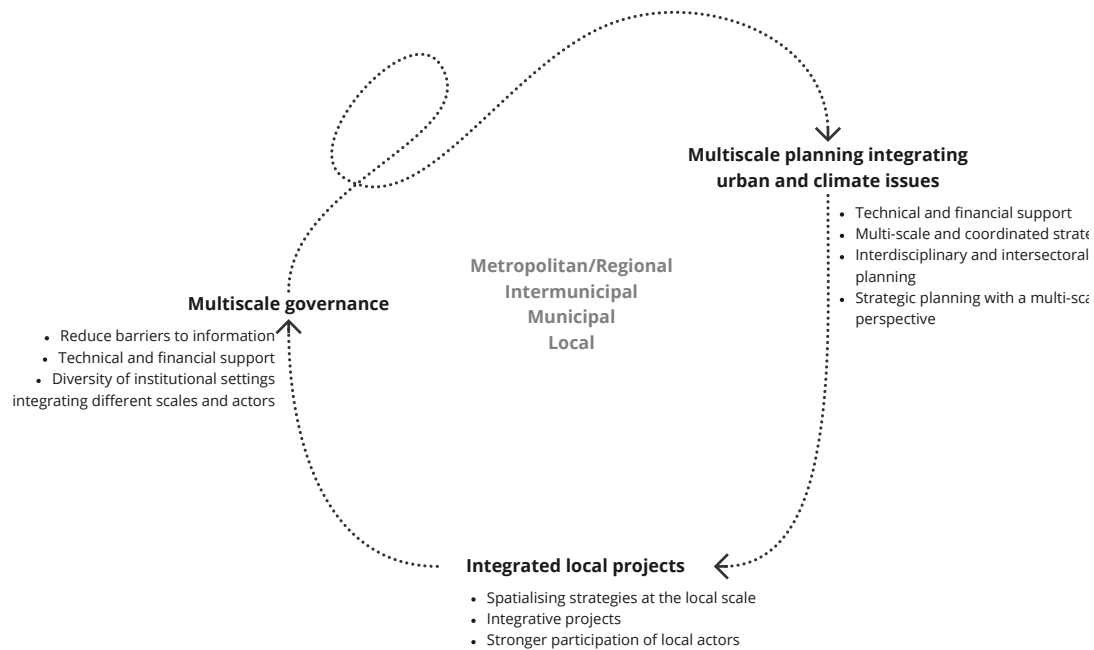 Multiscale planning integrating
urban and climate issues
• Technical and financial support
• Multi-scale and coordinated
• Interdisciplinary and intersectoral
planning
• Strategic planning with a
perspective
Metropolitan/Regional
Intermunicipal
Municipal
Local
Multiscale governance
• Reduce barriers to information
• Technical and financial support
• Diversity of institutional settings
integrating different scales and actors
Integrated local projects
• Spatialising strategies at the local scale
• Integrative projects
• Stronger participation of local actors